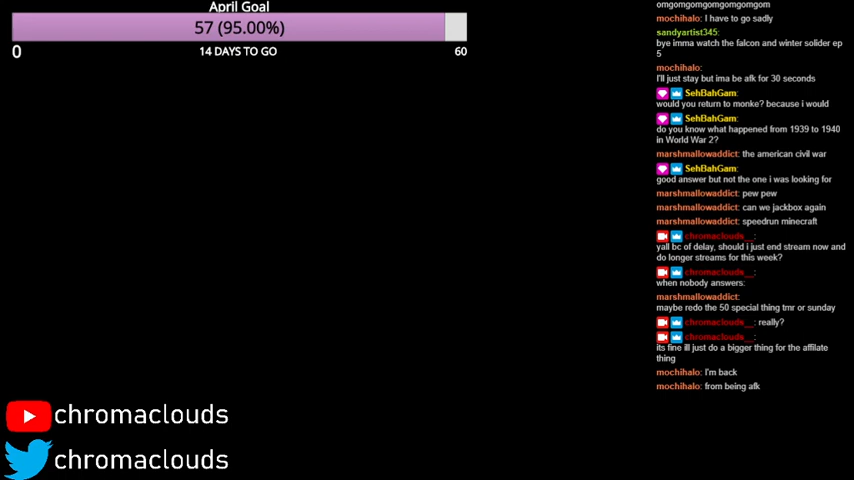 April Goal
57 (95.00%)
0
14 DAYS TO GO
60
omgomgomgomgomgomgom
mochihalo: I have to go sadly
sandyartist345:
bye imma watch the falcon and winter solider ep
5
mochihalo:
I'll just stay but ima be afk for 30 seconds
SehBahGam:
would you return to monke? because i would
SehBahGam:
do you know what happened from 1939 to 1940
in World War 2?
marshmallowaddict: the american civil war
SehBahGam:
good answer but not the one i was looking for
marshmallowaddict: pew pew
marshmallowaddict: can we jackbox again
marshmallowaddict: speedrun minecraft
chromaclouds__:
yall bc of delay, should i just end stream now and
do longer streams for this week?
chromaclouds__:
when nobody answers:
marshmallowaddict:
maybe redo the 50 special thing tmr or sunday
chromaclouds__: really?
chromaclouds__:
its fine ill just do a bigger thing for the affilate
thing
mochihalo: I'm back
mochihalo: from being afk
chromaclouds
chromaclouds